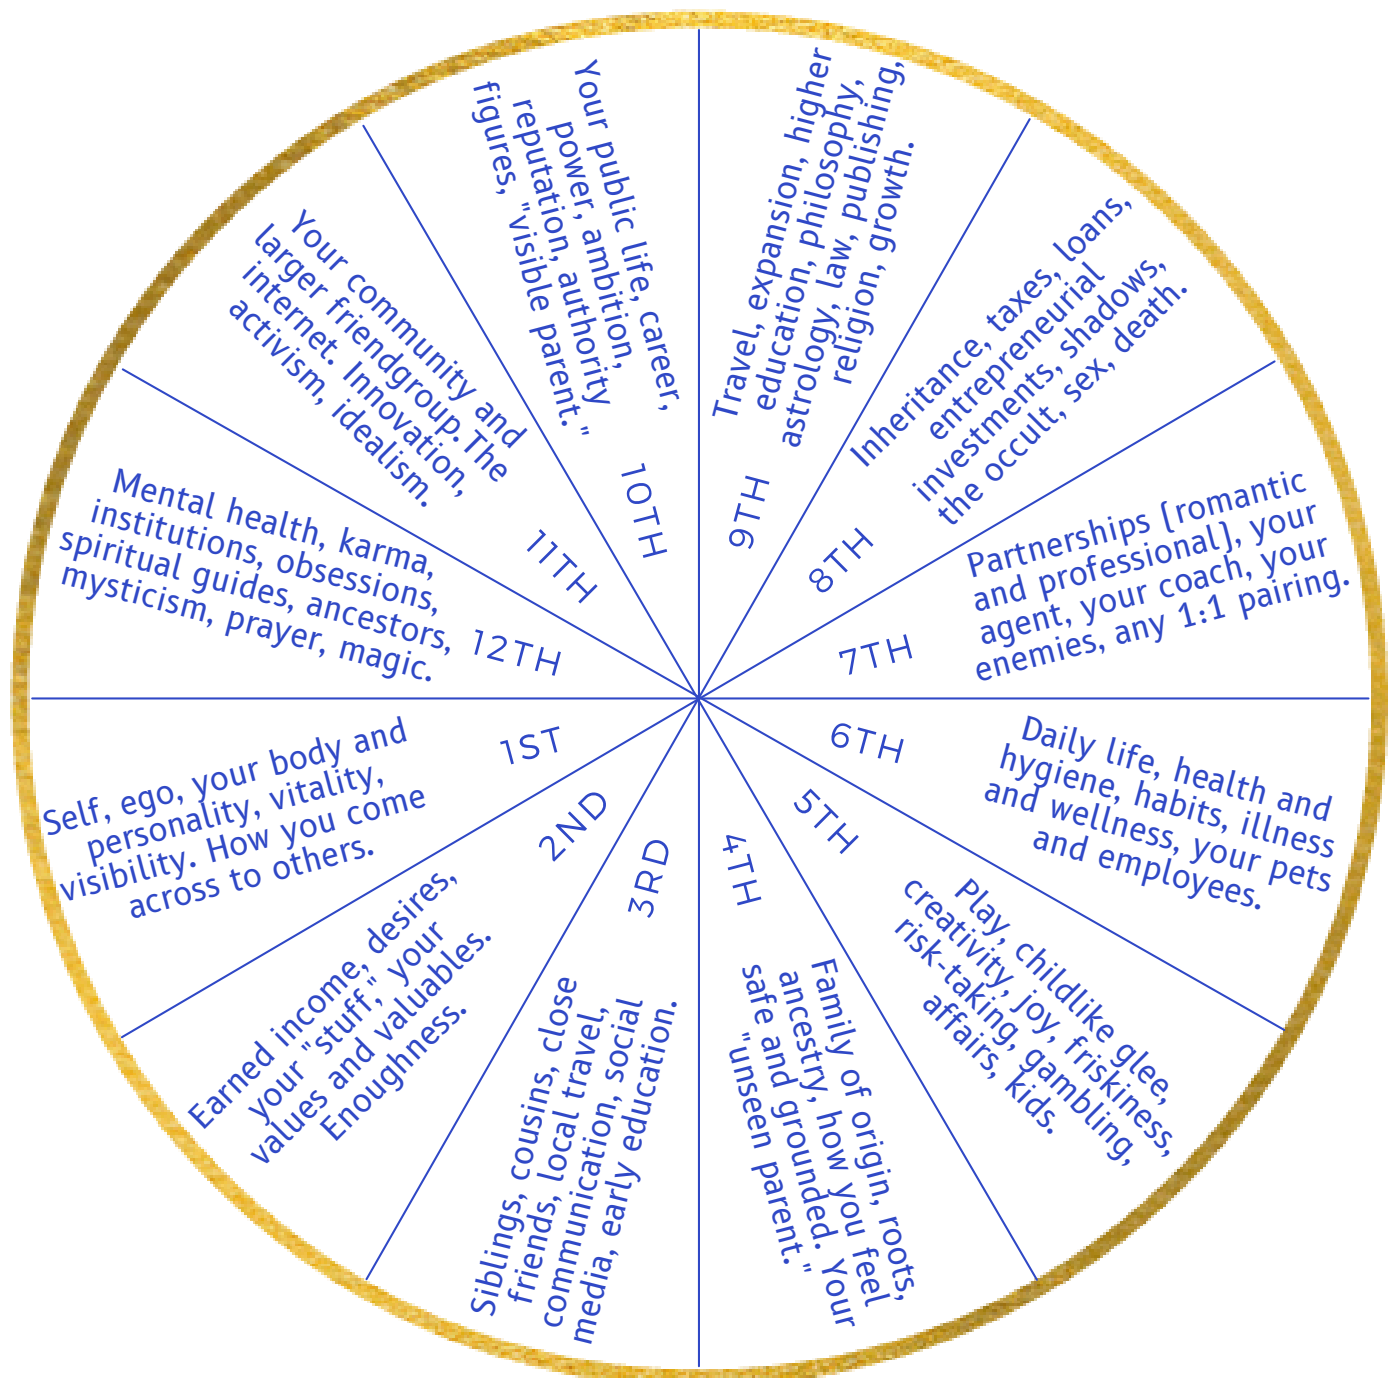 1ST
Self, ego, your body and
personality, vitality,
visibility. How you come
across to others.
2ND
Earned income, desires,
your "stuff," your
values and valuables.
Enoughness.
3RD
Siblings, cousins, close
friends, local travel,
communication, social
media, early education.
4TH
Family of origin, roots,
ancestry, how you feel
safe and grounded. Your
"unseen parent."
5TH
Play, childlike glee,
creativity, joy, friskiness,
risk-taking, gambling,
affairs, kids.
6TH
Daily life, health and
hygiene, habits, illness
and wellness, your pets
and employees.
7TH
Partnerships (romantic
and professional), your
agent, your coach, your
enemies, any 1:1 pairing.
8TH
Inheritance, taxes, loans,
entrepreneurial
investments, shadows,
the occult, sex, death.
9TH
Travel, expansion, higher
education, philosophy,
astrology, law, publishing,
religion, growth.
10TH
Your public life, career,
power, ambition,
reputation, authority
figures, "visible parent."
11TH
Your community and
larger friendgroup. The
internet. Innovation,
activism, idealism.
12TH
Mental health, karma,
institutions, obsessions,
spiritual guides, ancestors,
mysticism, prayer, magic.